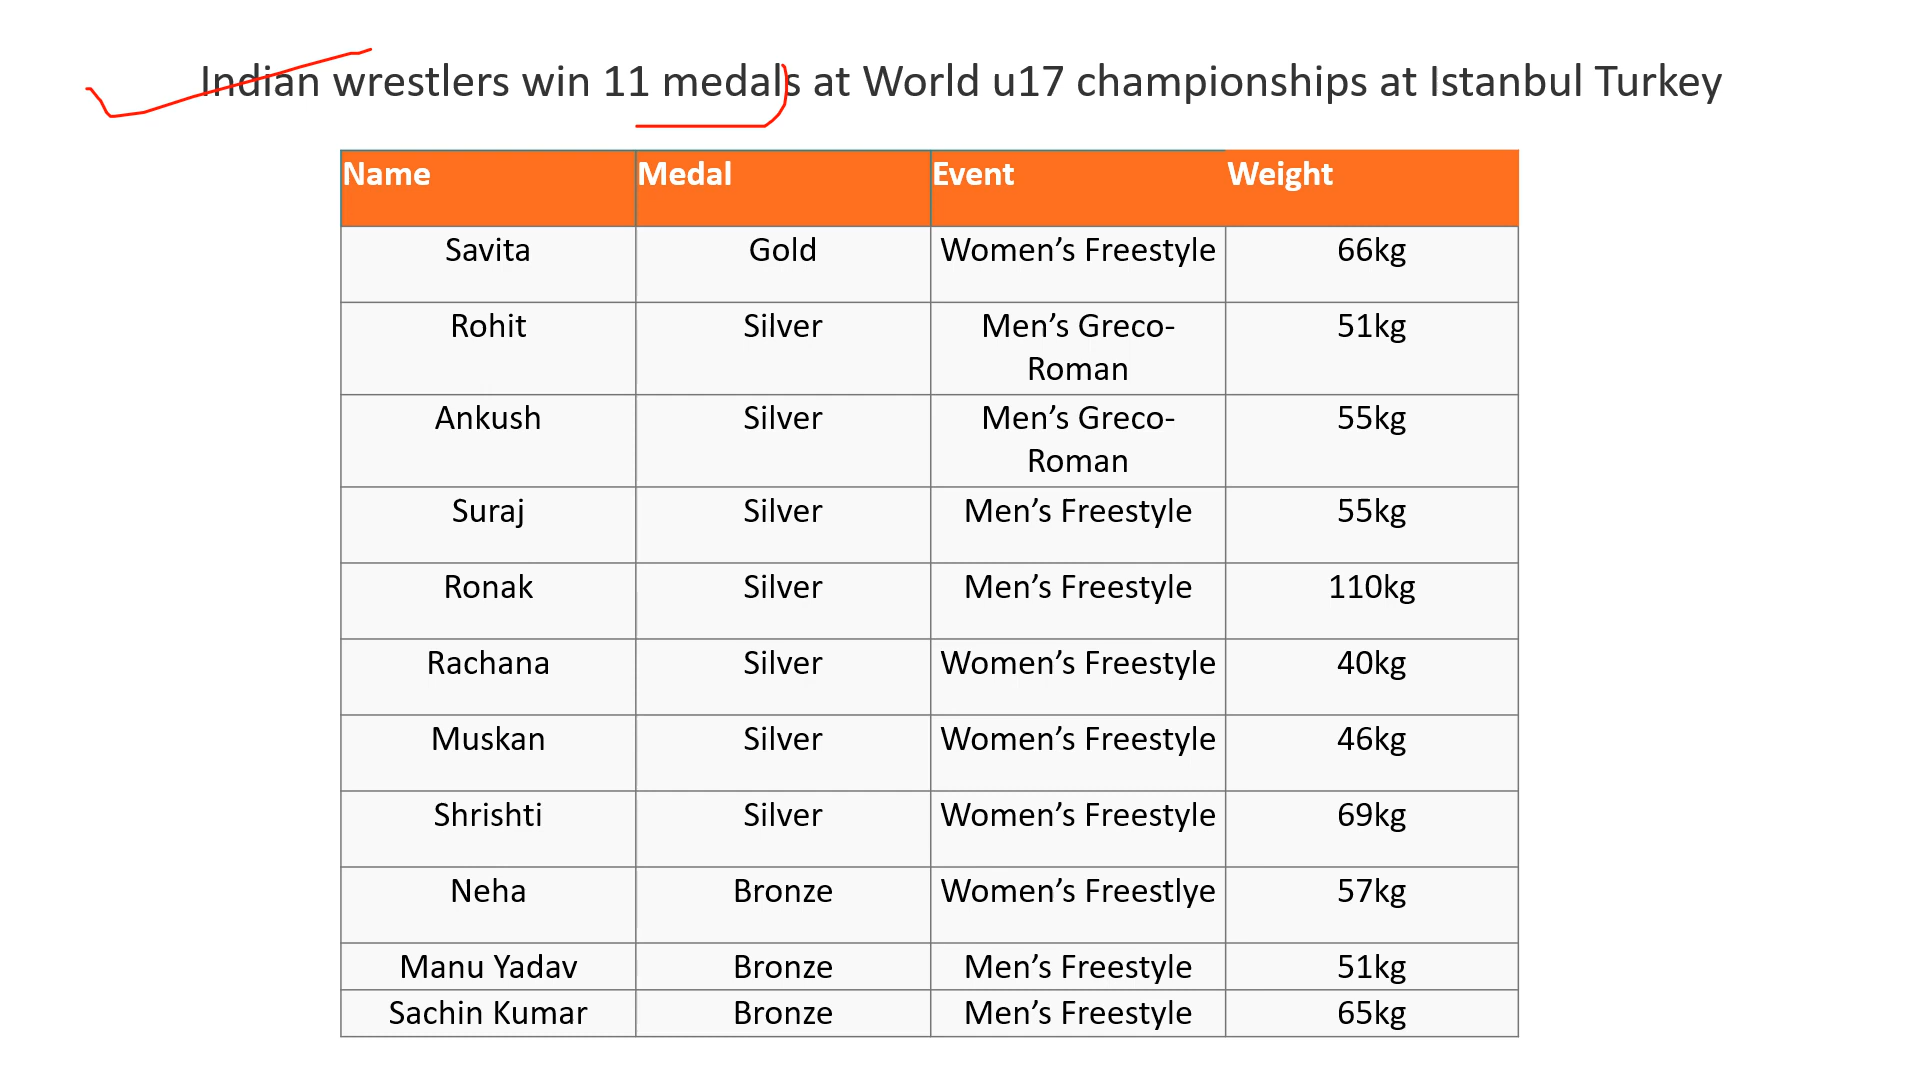 Indian wrestlers win 11 medals at World u17 championships at Istanbul Turkey
Name Medal Event Weight
Savita Gold Women’s Freestyle 66kg
Rohit Silver Men’s Greco- 51kg
Roman
Ankush Silver Men’s Greco- 55kg
Roman
Suraj Silver Men’s Freestyle 55kg
Ronak Silver Men’s Freestyle 110kg
Rachana Silver Women’s Freestyle 40kg
Muskan Silver Women’s Freestyle 46kg
Shrishti Silver Women’s Freestyle 69kg
Neha Bronze Women’s Freestlye 57kg
Manu Yadav Bronze Men’s Freestyle 51kg
Sachin Kumar Bronze Men’s Freestyle 65kg